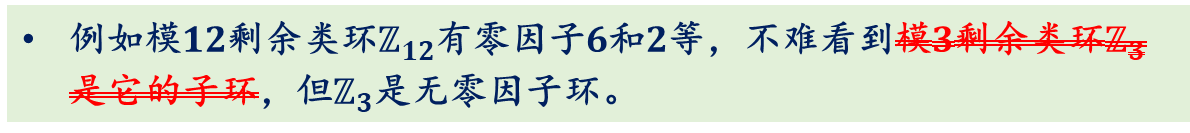 • 例如模12剩余类环ℤ₁₂有零因子6和2等，不难看到模3剩余类环ℤ₃
是它的子环，但ℤ₃是无零因子环。